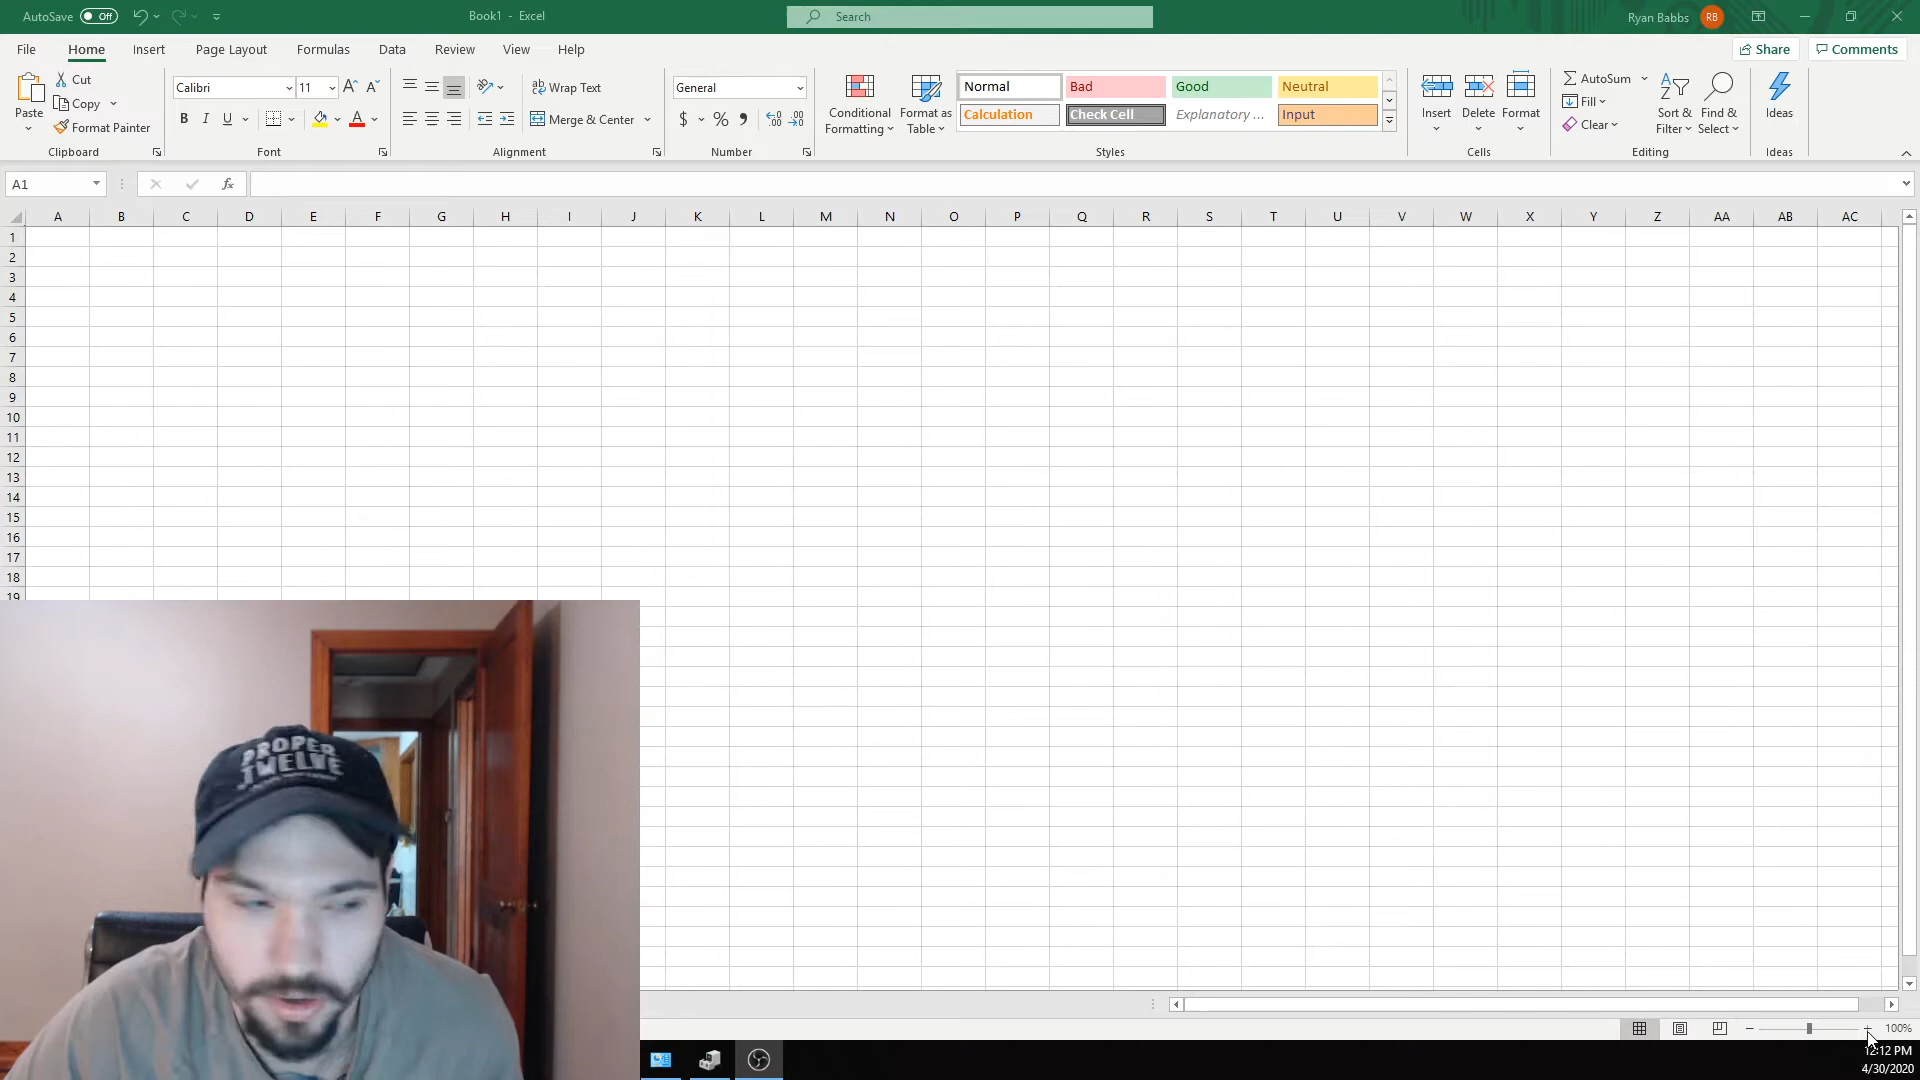 AutoSave Off Book1 - Excel Search Ryan Babbs RB
File Home Insert Page Layout Formulas Data Review View Help Share Comments
Cut Calibri 11 Wrap Text General Normal Bad Good Neutral AutoSum
Copy Fill
Paste Format Painter B I U A Merge & Center $ % Conditional Formatting Format as Table Calculation Check Cell Explanatory ... Input Insert Delete Format Clear Sort & Filter Find & Select Ideas
Clipboard Font Alignment Number Styles Cells Editing Ideas
A1 fx
A B C D E F G H I J K L M N O P Q R S T U V W X Y Z AA AB AC
1
2
3
4
5
6
7
8
9
10
11
12
13
14
15
16
17
18
19
PROPER
TWELVE
100%
12:12 PM
4/30/2020